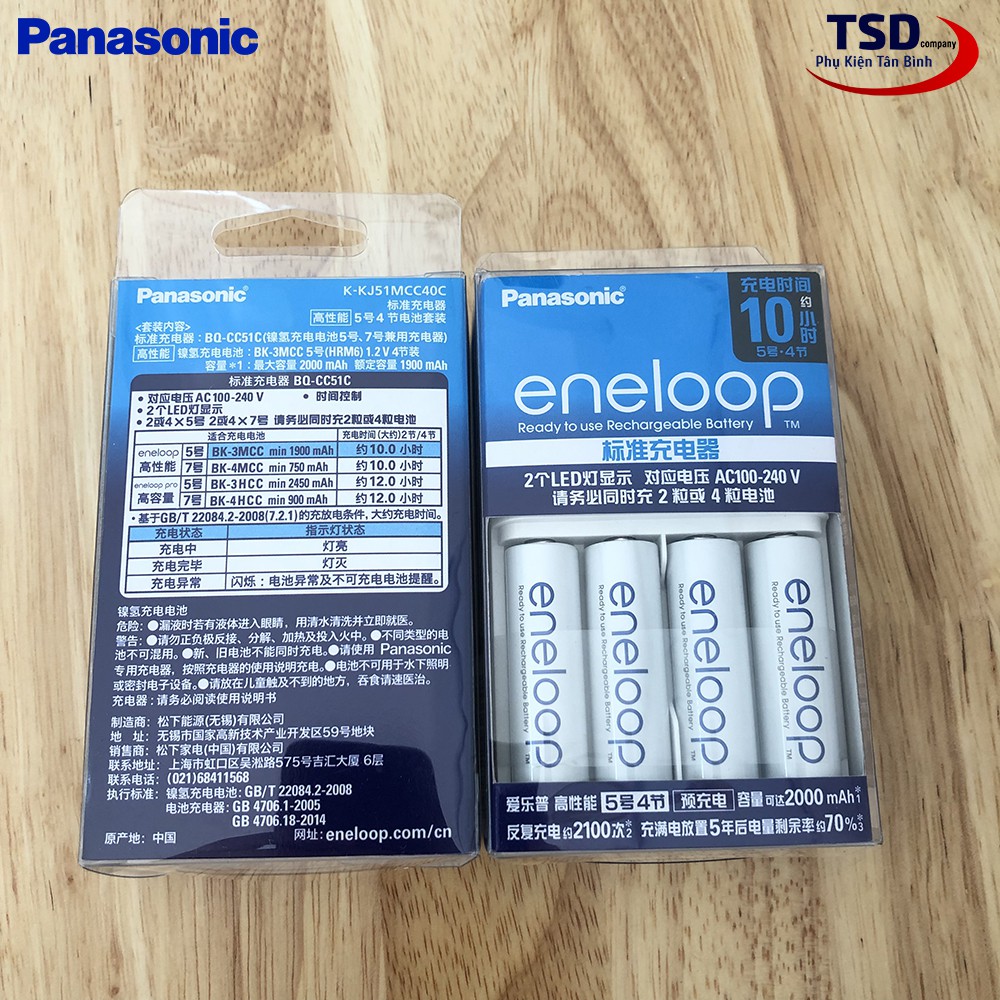 Panasonic
TSD company
Phụ Kiện Tân Bình
Panasonic
K-KJ51MCC40C
标准充电器
高性能 5号4节电池套装
<套装内容>
标准充电器：BQ-CC51C(镍氢充电电池5号、7号兼用充电器)
高性能 镍氢充电电池：BK-3MCC 5号(HRM6) 1.2V 4节装
容量＊1：最大容量 2000 mAh 额定容量 1900 mAh
标准充电器 BQ-CC51C
• 对应电压 AC100-240 V • 时间控制
• 2个LED灯显示
• 2或4×5号 2或4×7号 请务必同时充2粒或4粒电池
适合充电电池 充电时间(大约)2节/4节
eneloop 高性能 5号 BK-3MCC min 1900 mAh 约10.0 小时
7号 BK-4MCC min 750 mAh 约10.0 小时
eneloop pro 高容量 5号 BK-3HCC min 2450 mAh 约12.0 小时
7号 BK-4HCC min 900 mAh 约12.0 小时
• 基于GB/T 22084.2-2008(7.2.1)的充放电条件，大约充电时间。
充电状态 指示灯状态
充电中 灯亮
充电完毕 灯灭
充电异常 闪烁：电池异常及不可充电电池提醒。
镍氢充电电池
危险：●漏液时若有液体进入眼睛，用清水清洗并立即就医。
警告：●请勿正负极反接、分解、加热及投入火中。●不同类型的电
池不可混用。●新、旧电池不能同时充电。●请使用 Panasonic
专用充电器，按照充电器的使用说明充电。●电池不可用于水下照明
或密封电子设备。●请放在儿童触及不到的地方，吞食请速医治。
充电器：请务必阅读使用说明书
制造商：松下能源(无锡)有限公司
地 址：无锡市国家高新技术产业开发区59号地块
销售商：松下家电(中国)有限公司
联系地址：上海市虹口区吴淞路575号吉汇大厦 6层
联系电话：(021)68411568
执行标准：镍氢充电电池：GB/T 22084.2-2008
电池充电器：GB 4706.1-2005
GB 4706.18-2014
原产地：中国 网址：eneloop.com/cn
Panasonic
充电时间
约 10 小时
5号·4节
eneloop
Ready to use Rechargeable Battery ™
标准充电器
2个LED灯显示 对应电压 AC100-240 V
请务必同时充 2 粒或 4 粒电池
eneloop
Ready to use Rechargeable Battery ™
eneloop
Ready to use Rechargeable Battery
eneloop
Ready to use Rechargeable Battery ™
eneloop
Ready to use Rechargeable Battery ™
爱乐普 高性能 5号4节 预充电 容量可达2000 mAh*1
反复充电约2100次*2 充满电放置5年后电量剩余率约70%*3